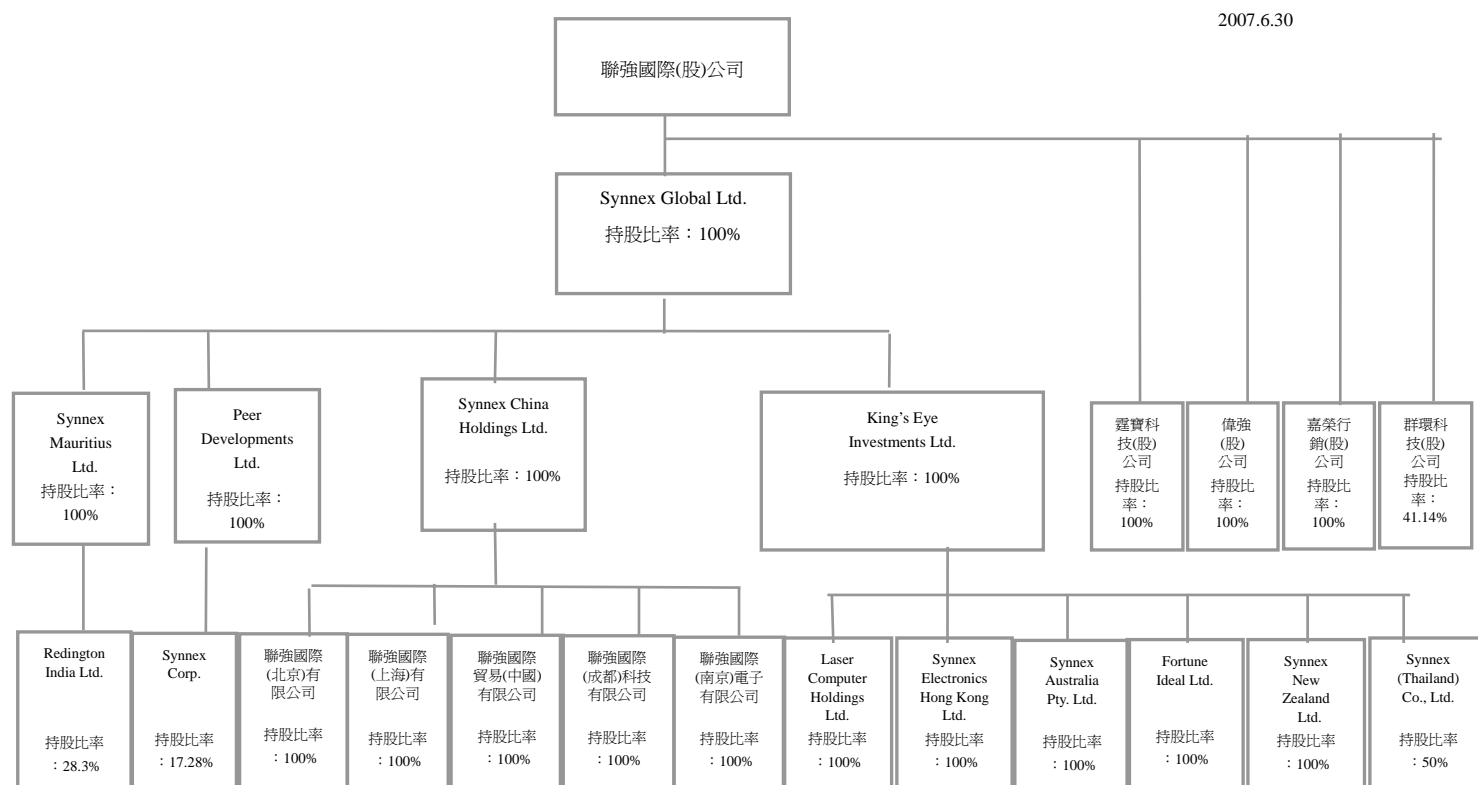 2007.6.30
聯強國際(股)公司
Synnex Global Ltd.
持股比率：100%
Synnex
Mauritius
Ltd.
持股比率：
100%
Peer
Developments
Ltd.
持股比率：
100%
Synnex China
Holdings Ltd.
持股比率：100%
King’s Eye
Investments Ltd.
持股比率：100%
霆寶科
技(股)
公司
持股比
率：
100%
偉強
(股)
公司
持股比
率：
100%
嘉榮行
銷(股)
公司
持股比
率：
100%
群環科
技(股)
公司
持股比
率：
41.14%
Redington
India Ltd.
持股比率
：28.3%
Synnex
Corp.
持股比率
：17.28%
聯強國際
(北京)有
限公司
持股比率
：100%
聯強國際
(上海)有
限公司
持股比率
：100%
聯強國際
貿易(中國)
有限公司
持股比率
：100%
聯強國際
(成都)科技
有限公司
持股比率
：100%
聯強國際
(南京)電子
有限公司
持股比率
：100%
Laser
Computer
Holdings
Ltd.
持股比率
：100%
Synnex
Electronics
Hong Kong
Ltd.
持股比率
：100%
Synnex
Australia
Pty. Ltd.
持股比率
：100%
Fortune
Ideal Ltd.
持股比率
：100%
Synnex
New
Zealand
Ltd.
持股比率
：100%
Synnex
(Thailand)
Co., Ltd.
持股比率
：50%